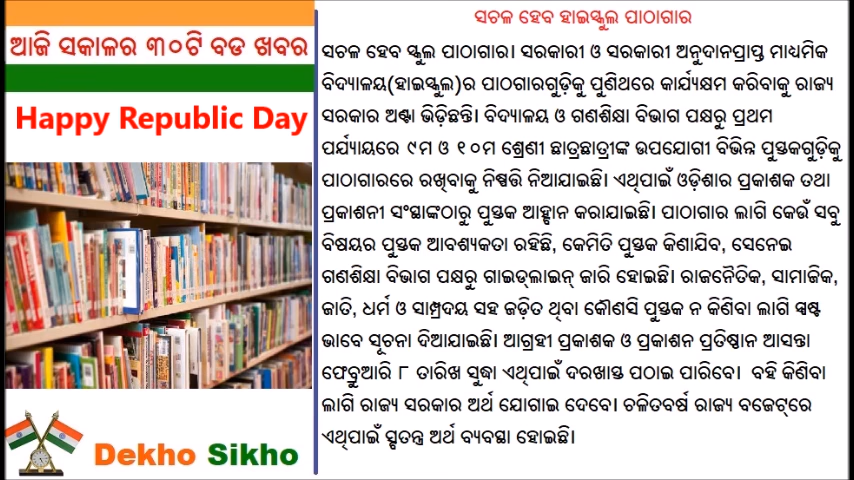 ଆଜି ସକାଳର ୩୦ଟି ବଡ ଖବର
Happy Republic Day
Dekho Sikho
ସଚଳ ହେବ ହାଇସ୍କୁଲ ପାଠାଗାର
ସଚଳ ହେବ ସ୍କୁଲ ପାଠାଗାର। ସରକାରୀ ଓ ସରକାରୀ ଅନୁଦାନପ୍ରାପ୍ତ ମାଧ୍ୟମିକ
ବିଦ୍ୟାଳୟ(ହାଇସ୍କୁଲ)ର ପାଠଗାରଗୁଡ଼ିକୁ ପୁଣିଥରେ କାର୍ଯ୍ୟକ୍ଷମ କରିବାକୁ ରାଜ୍ୟ
ସରକାର ଅଣ୍ଟା ଭିଡ଼ିଛନ୍ତି। ବିଦ୍ୟାଳୟ ଓ ଗଣଶିକ୍ଷା ବିଭାଗ ପକ୍ଷରୁ ପ୍ରଥମ
ପର୍ଯ୍ୟାୟରେ ୯ମ ଓ ୧୦ମ ଶ୍ରେଣୀ ଛାତ୍ରଛାତ୍ରୀଙ୍କ ଉପଯୋଗୀ ବିଭିନ୍ନ ପୁସ୍ତକଗୁଡ଼ିକୁ
ପାଠାଗାରରେ ରଖିବାକୁ ନିଷ୍ପତ୍ତି ନିଆଯାଇଛି। ଏଥିପାଇଁ ଓଡ଼ିଶାର ପ୍ରକାଶକ ତଥା
ପ୍ରକାଶନୀ ସଂସ୍ଥାଙ୍କଠାରୁ ପୁସ୍ତକ ଆହ୍ବାନ କରାଯାଇଛି। ପାଠାଗାର ଲାଗି କେଉଁ ସବୁ
ବିଷୟର ପୁସ୍ତକ ଆବଶ୍ୟକତା ରହିଛି, କେମିତି ପୁସ୍ତକ କିଣାଯିବ, ସେନେଇ
ଗଣଶିକ୍ଷା ବିଭାଗ ପକ୍ଷରୁ ଗାଇଡ୍‌ଲାଇନ୍ ଜାରି ହୋଇଛି। ରାଜନୈତିକ, ସାମାଜିକ,
ଜାତି, ଧର୍ମ ଓ ସାମ୍ପ୍ରଦୟ ସହ ଜଡ଼ିତ ଥିବା କୌଣସି ପୁସ୍ତକ ନ କିଣିବା ଲାଗି ସ୍ପଷ୍ଟ
ଭାବେ ସୂଚନା ଦିଆଯାଇଛି। ଆଗ୍ରହୀ ପ୍ରକାଶକ ଓ ପ୍ରକାଶନ ପ୍ରତିଷ୍ଠାନ ଆସନ୍ତା
ଫେବ୍ରୁଆରି ୮ ତାରିଖ ସୁଦ୍ଧା ଏଥିପାଇଁ ଦରଖାସ୍ତ ପଠାଇ ପାରିବେ। ବହି କିଣିବା
ଲାଗି ରାଜ୍ୟ ସରକାର ଅର୍ଥ ଯୋଗାଇ ଦେବେ। ଚଳିତବର୍ଷ ରାଜ୍ୟ ବଜେଟ୍‌ରେ
ଏଥିପାଇଁ ସ୍ବତନ୍ତ୍ର ଅର୍ଥ ବ୍ୟବସ୍ଥା ହୋଇଛି।